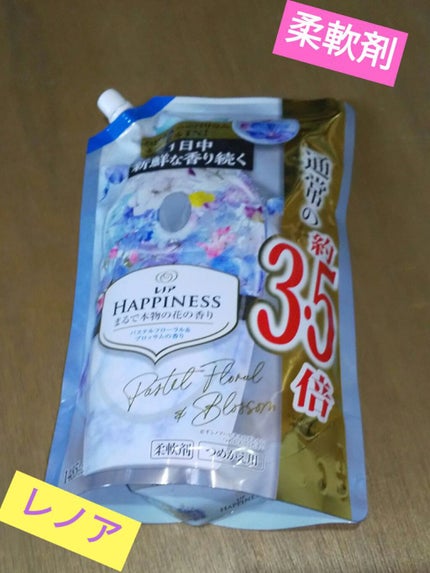 柔軟剤
1日中
新鮮な香り続く
通常の
約
3.5倍
レノア
HAPPINESS
まるで本物の花の香り
パステルフローラル&
ブロッサムの香り
Pastel Floral
& Blossom
柔軟剤 つめかえ用
レノア